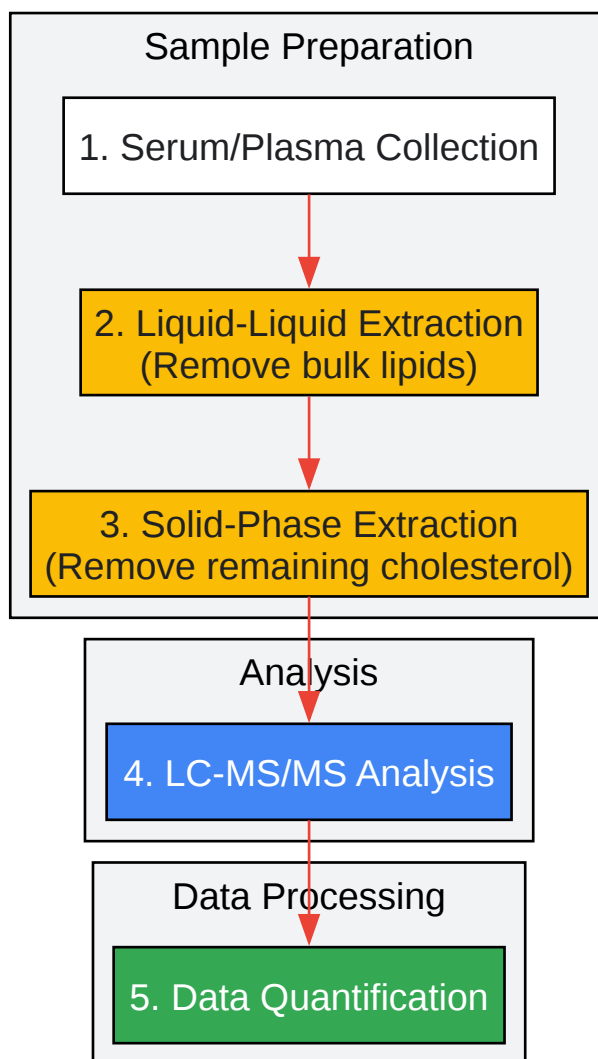 Sample Preparation
1. Serum/Plasma Collection
2. Liquid-Liquid Extraction
(Remove bulk lipids)
3. Solid-Phase Extraction
(Remove remaining cholesterol)
Analysis
4. LC-MS/MS Analysis
Data Processing
5. Data Quantification